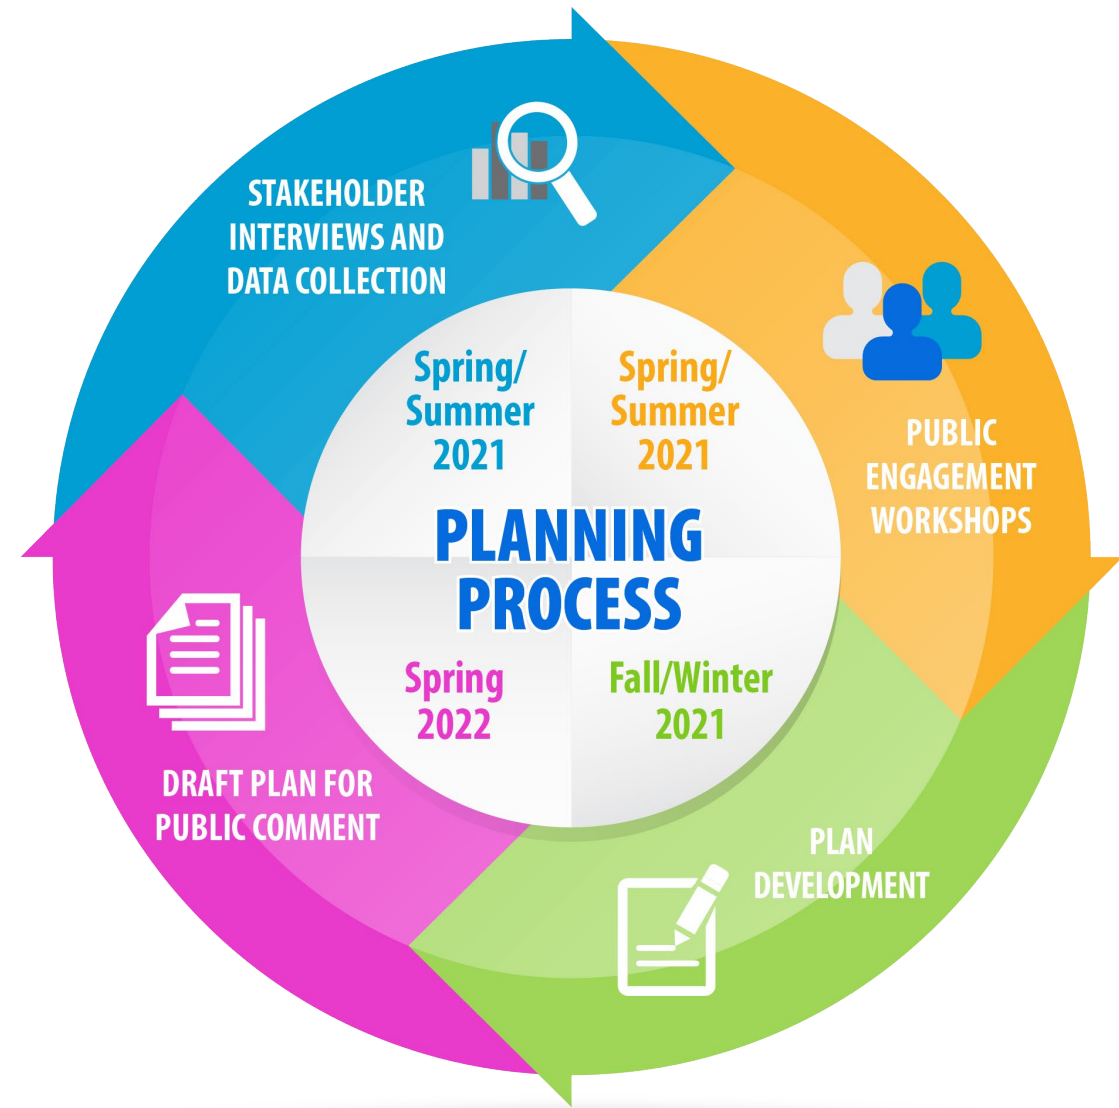 STAKEHOLDER
INTERVIEWS AND
DATA COLLECTION
PUBLIC
ENGAGEMENT
WORKSHOPS
PLAN
DEVELOPMENT
DRAFT PLAN FOR
PUBLIC COMMENT
Spring/
Summer
2021
Spring/
Summer
2021
PLANNING
PROCESS
Spring
2022
Fall/Winter
2021